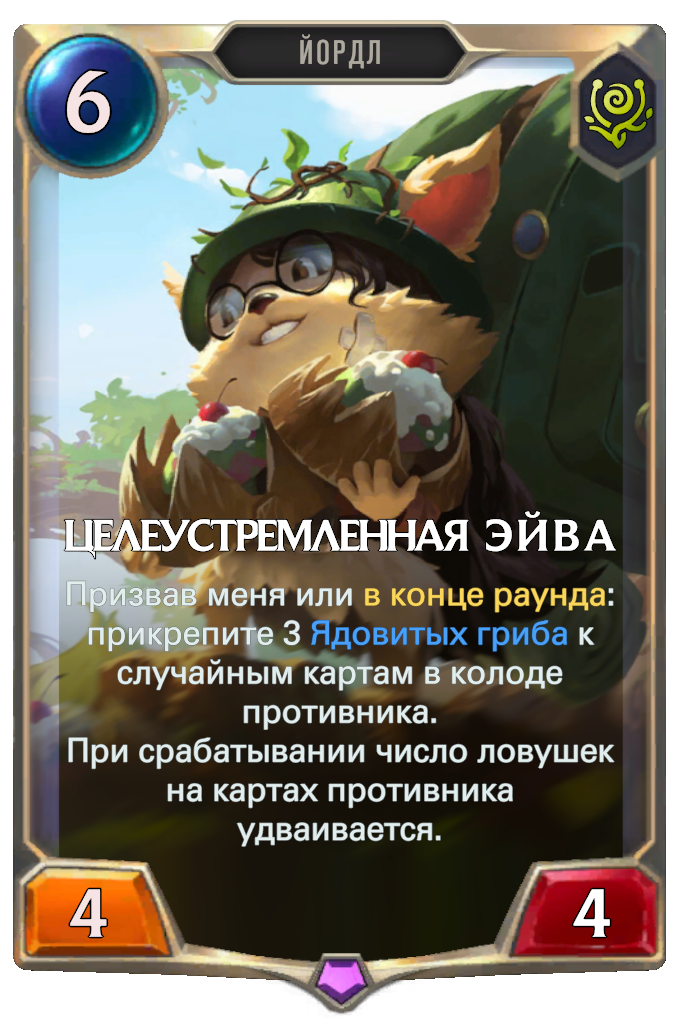 ЙОРДЛ
6
ЦЕЛЕУСТРЕМЛЕННАЯ ЭЙВА
Призвав меня или в конце раунда:
прикрепите 3 Ядовитых гриба к
случайным картам в колоде
противника.
При срабатывании число ловушек
на картах противника
удваивается.
4
4